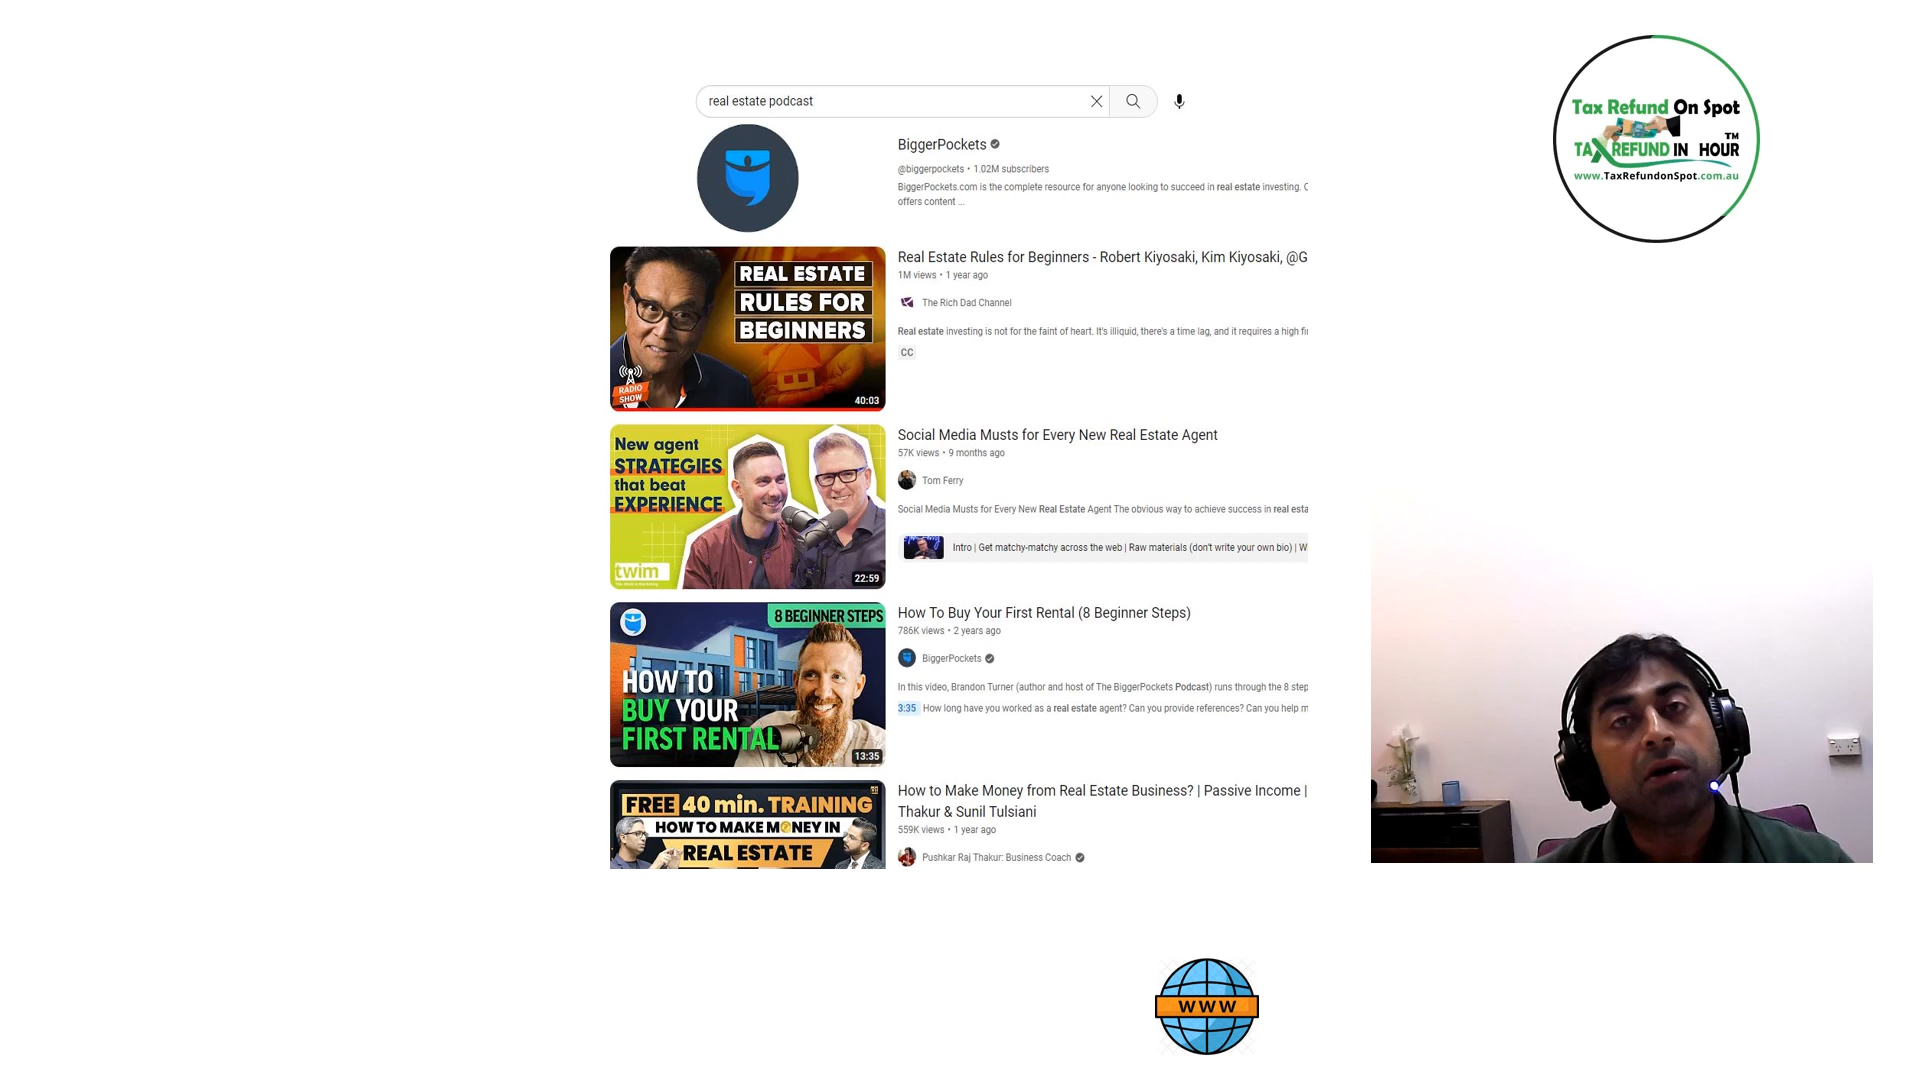 real estate podcast
BiggerPockets
@biggerpockets • 1.02M subscribers
BiggerPockets.com is the complete resource for anyone looking to succeed in real estate investing. C
offers content ...
REAL ESTATE
RULES FOR
BEGINNERS
RADIO
SHOW
40:03
Real Estate Rules for Beginners - Robert Kiyosaki, Kim Kiyosaki, @G
1M views • 1 year ago
The Rich Dad Channel
Real estate investing is not for the faint of heart. It's illiquid, there's a time lag, and it requires a high fi
CC
New agent
STRATEGIES
that beat
EXPERIENCE
twim
22:59
Social Media Musts for Every New Real Estate Agent
57K views • 9 months ago
Tom Ferry
Social Media Musts for Every New Real Estate Agent The obvious way to achieve success in real esta
Intro | Get matchy-matchy across the web | Raw materials (don't write your own bio) | W
8 BEGINNER STEPS
HOW TO
BUY YOUR
FIRST RENTAL
13:35
How To Buy Your First Rental (8 Beginner Steps)
786K views • 2 years ago
BiggerPockets
In this video, Brandon Turner (author and host of The BiggerPockets Podcast) runs through the 8 step
3:35 How long have you worked as a real estate agent? Can you provide references? Can you help m
FREE 40 min. TRAINING
HOW TO MAKE MONEY IN
REAL ESTATE
How to Make Money from Real Estate Business? | Passive Income |
Thakur & Sunil Tulsiani
559K views • 1 year ago
Pushkar Raj Thakur: Business Coach
Tax Refund On Spot
TM
TAX REFUND IN HOUR
www.TaxRefundonSpot.com.au
WWW